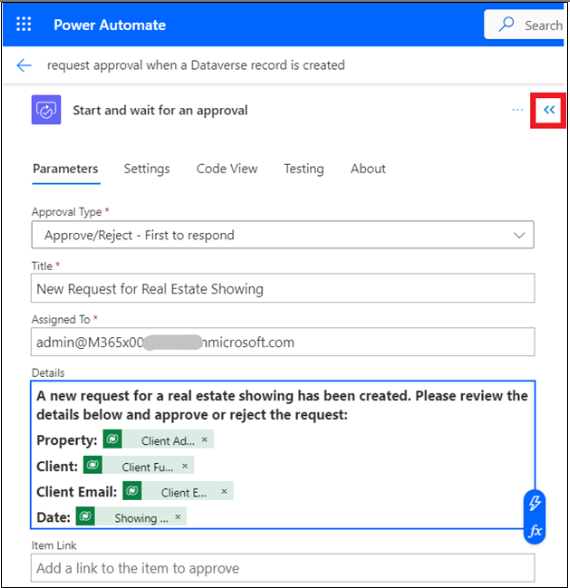 Power Automate
Search
request approval when a Dataverse record is created
Start and wait for an approval
Parameters Settings Code View Testing About
Approval Type *
Approve/Reject - First to respond
Title *
New Request for Real Estate Showing
Assigned To *
admin@M365x00 nmicrosoft.com
Details
A new request for a real estate showing has been created. Please review the
details below and approve or reject the request:
Property: Client Ad... ×
Client: Client Fu... ×
Client Email: Client E... ×
Date: Showing ... ×
fx
Item Link
Add a link to the item to approve